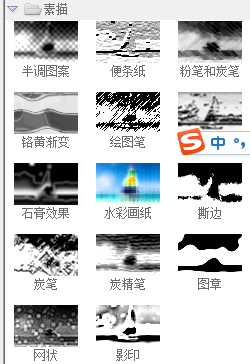 素描
半调图案 便条纸 粉笔和炭笔
铬黄渐变 绘图笔
S 中
石膏效果 水彩画纸 撕边
炭笔 炭精笔 图章
网状 影印